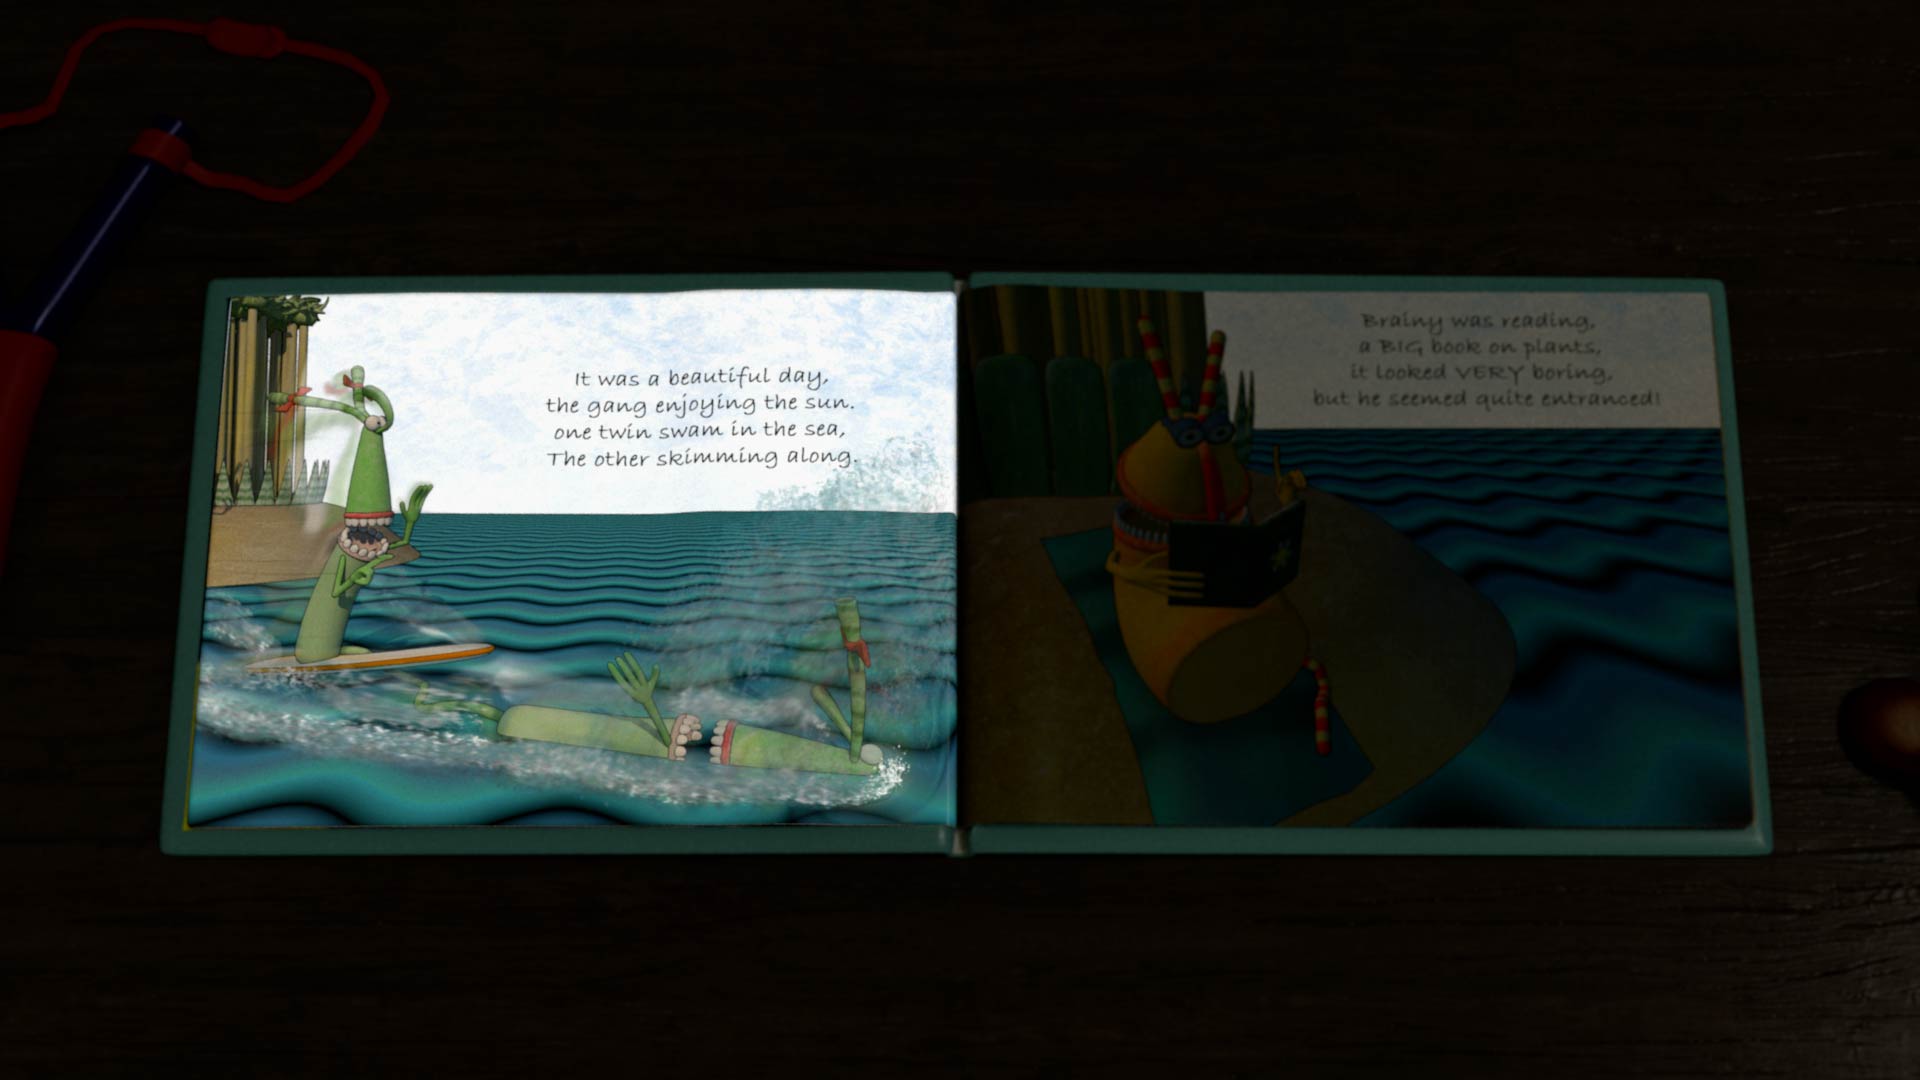 It was a beautiful day,
the gang enjoying the sun.
one twin swam in the sea,
The other skimming along.
Brainy was reading,
a BIG book on plants,
it looked VERY boring,
but he seemed quite entranced!